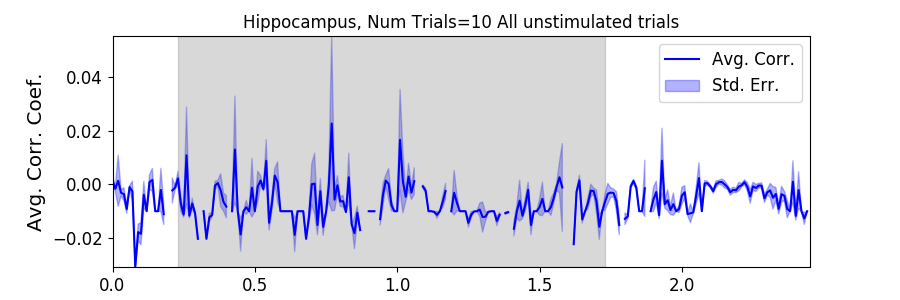 Hippocampus, Num Trials=10 All unstimulated trials
Avg. Corr. Coef.
0.04
0.02
0.00
−0.02
Avg. Corr.
Std. Err.
0.0 0.5 1.0 1.5 2.0